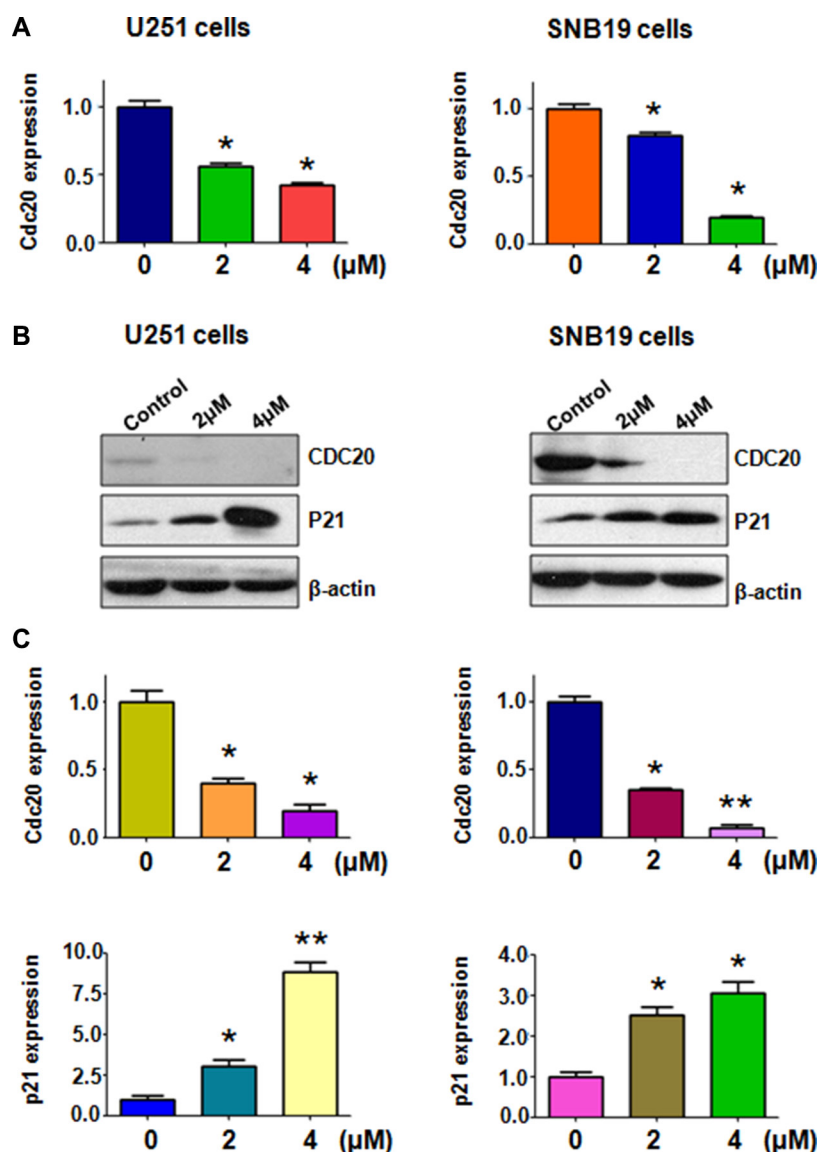 A
U251 cells
SNB19 cells
Cdc20 expression
1.0
0.5
0.0
*
*
0 2 4 (µM)
Cdc20 expression
1.0
0.5
0.0
*
*
0 2 4 (µM)
B
U251 cells
SNB19 cells
Control 2µM 4µM
CDC20
P21
β-actin
Control 2µM 4µM
CDC20
P21
β-actin
C
Cdc20 expression
1.0
0.5
0.0
*
*
0 2 4 (µM)
Cdc20 expression
1.0
0.5
0.0
*
**
0 2 4 (µM)
p21 expression
10.0
7.5
5.0
2.5
0.0
*
**
0 2 4 (µM)
p21 expression
4.0
3.0
2.0
1.0
0.0
*
*
0 2 4 (µM)